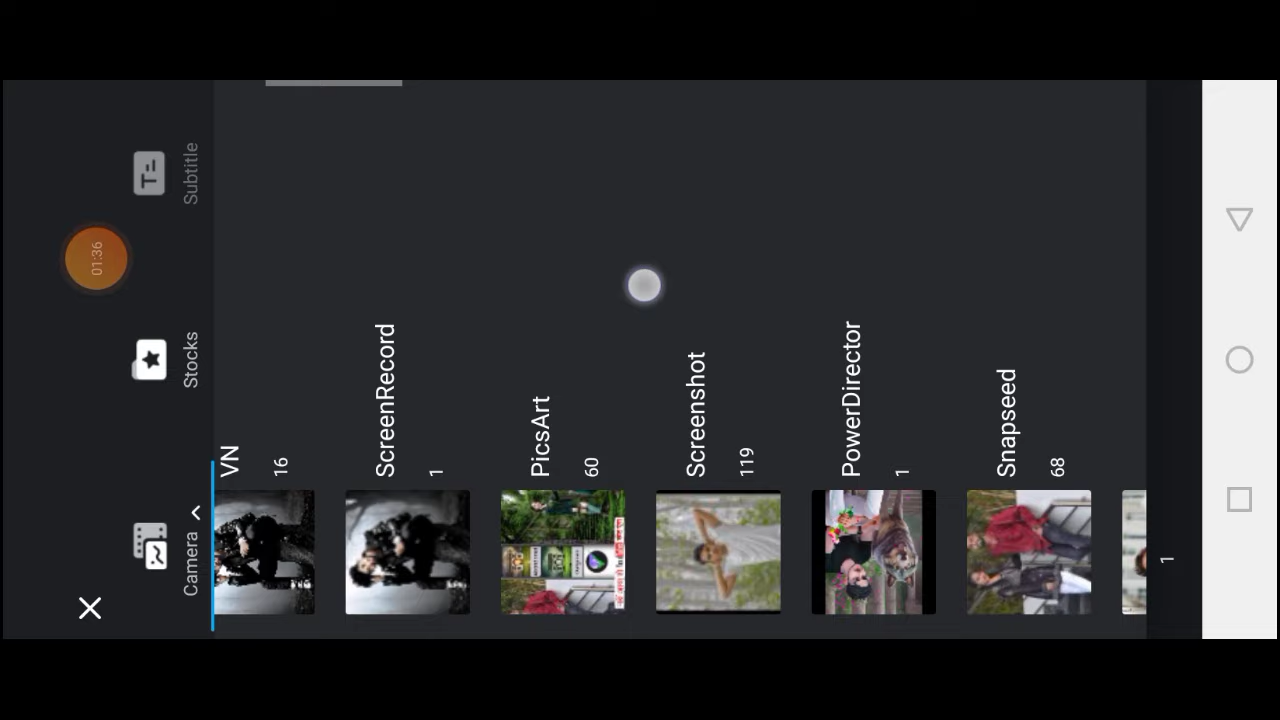 01:36
Camera
Stocks
Subtitle
VN
16
ScreenRecord
1
PicsArt
60
Screenshot
119
PowerDirector
1
Snapseed
68
1